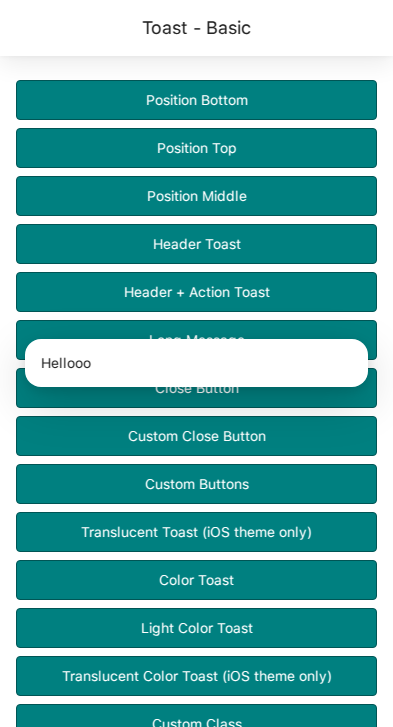 Toast - Basic
Position Bottom
Position Top
Position Middle
Header Toast
Header + Action Toast
Long Message
Hellooo
Close Button
Custom Close Button
Custom Buttons
Translucent Toast (iOS theme only)
Color Toast
Light Color Toast
Translucent Color Toast (iOS theme only)
Custom Class